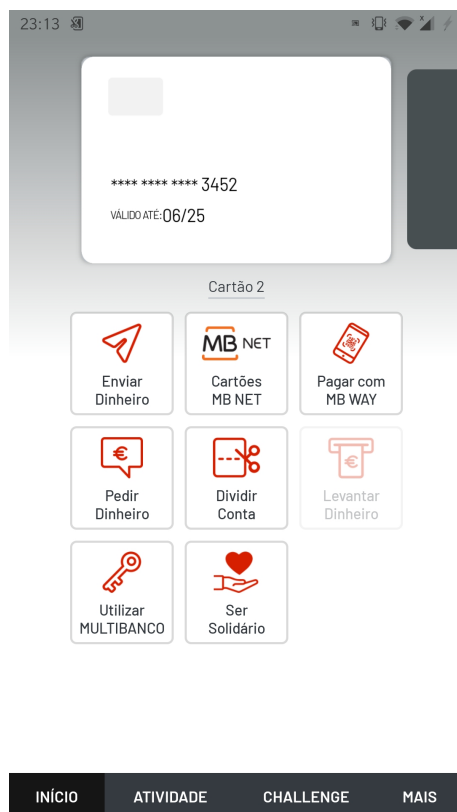 23:13
**** **** **** 3452
VÁLIDO ATÉ: 06/25
Cartão 2
MB NET
Enviar
Dinheiro
Cartões
MB NET
Pagar com
MB WAY
Pedir
Dinheiro
Dividir
Conta
Levantar
Dinheiro
Utilizar
MULTIBANCO
Ser
Solidário
INÍCIO ATIVIDADE CHALLENGE MAIS